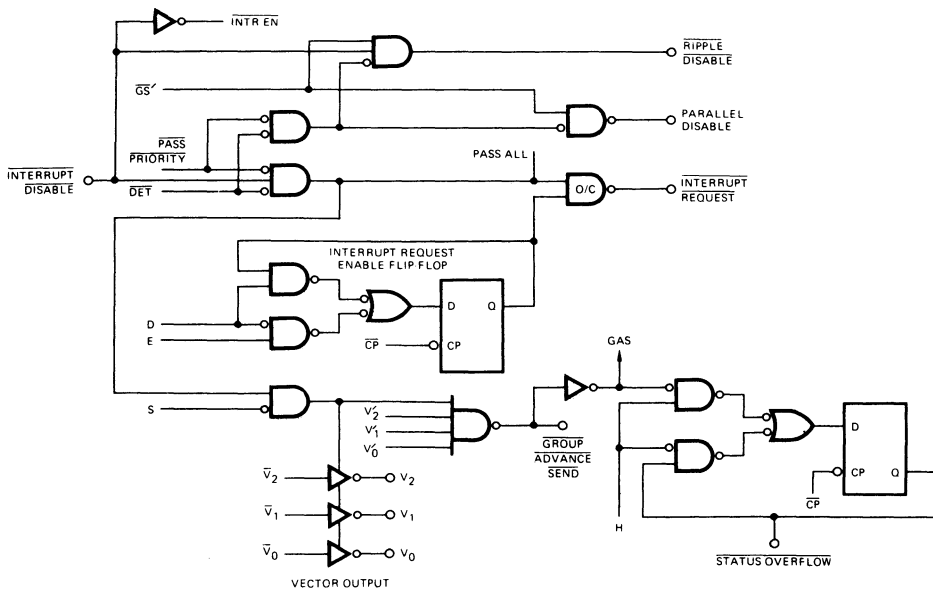 INTR EN
RIPPLE
DISABLE
GS′
PARALLEL
DISABLE
PASS
PRIORITY
PASS ALL
INTERRUPT
DISABLE
DET
O/C
INTERRUPT
REQUEST
INTERRUPT REQUEST
ENABLE FLIP-FLOP
D
E
D
Q
CP
CP
GAS
S
V′2
V′1
V′0
GROUP
ADVANCE
SEND
D
CP
Q
CP
H
V̅2
V2
V̅1
V1
V̅0
V0
STATUS OVERFLOW
VECTOR OUTPUT